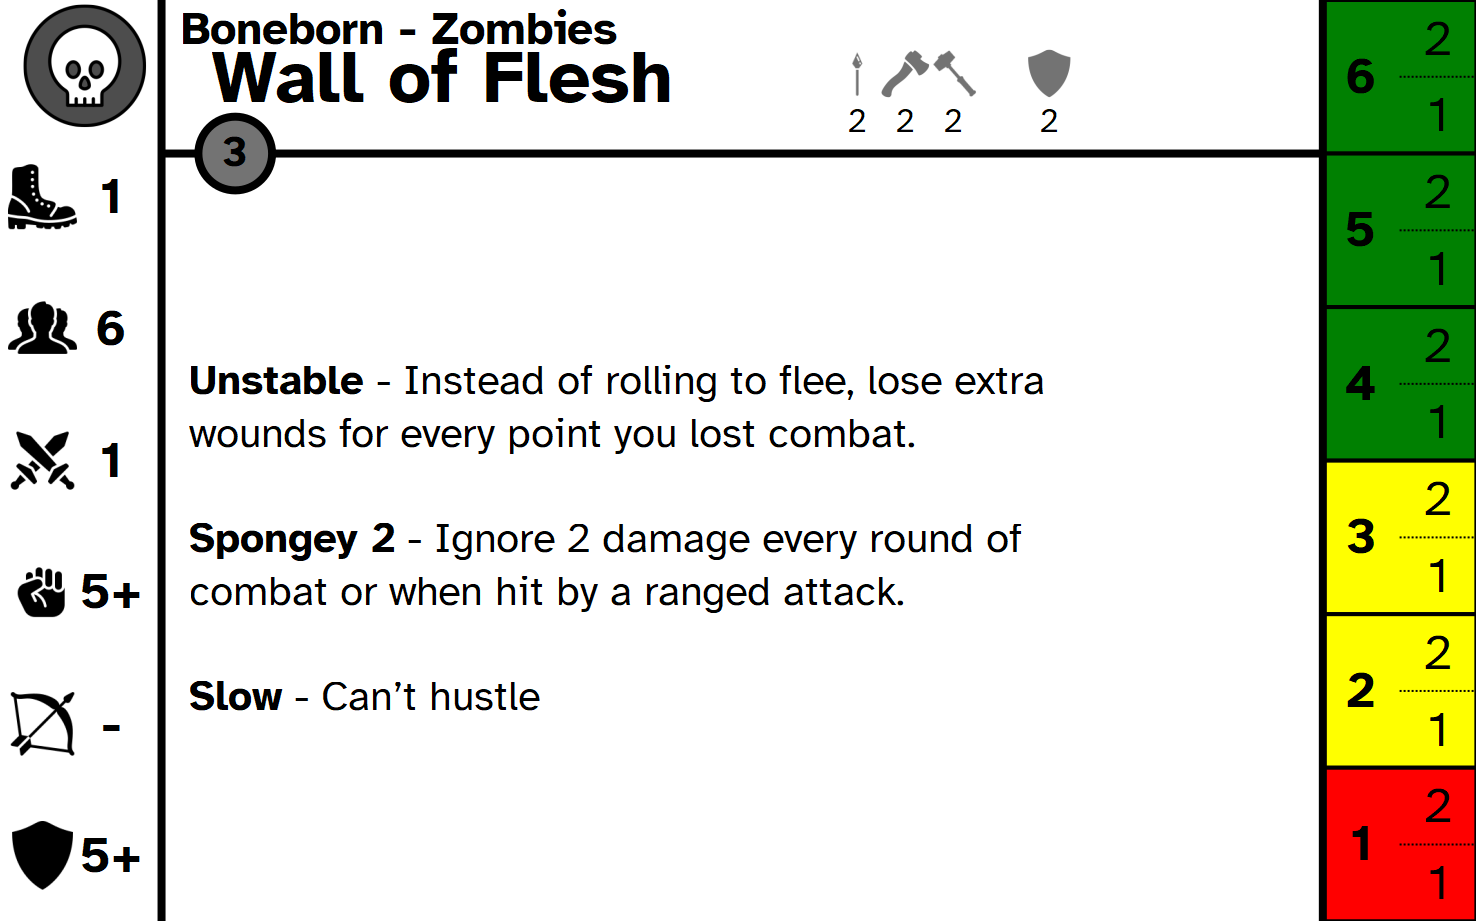 Boneborn - Zombies
Wall of Flesh
2 2 2 2
3
1
6
1
5+
-
5+
Unstable - Instead of rolling to flee, lose extra
wounds for every point you lost combat.
Spongey 2 - Ignore 2 damage every round of
combat or when hit by a ranged attack.
Slow - Can’t hustle
6 2
1
5 2
1
4 2
1
3 2
1
2 2
1
1 2
1